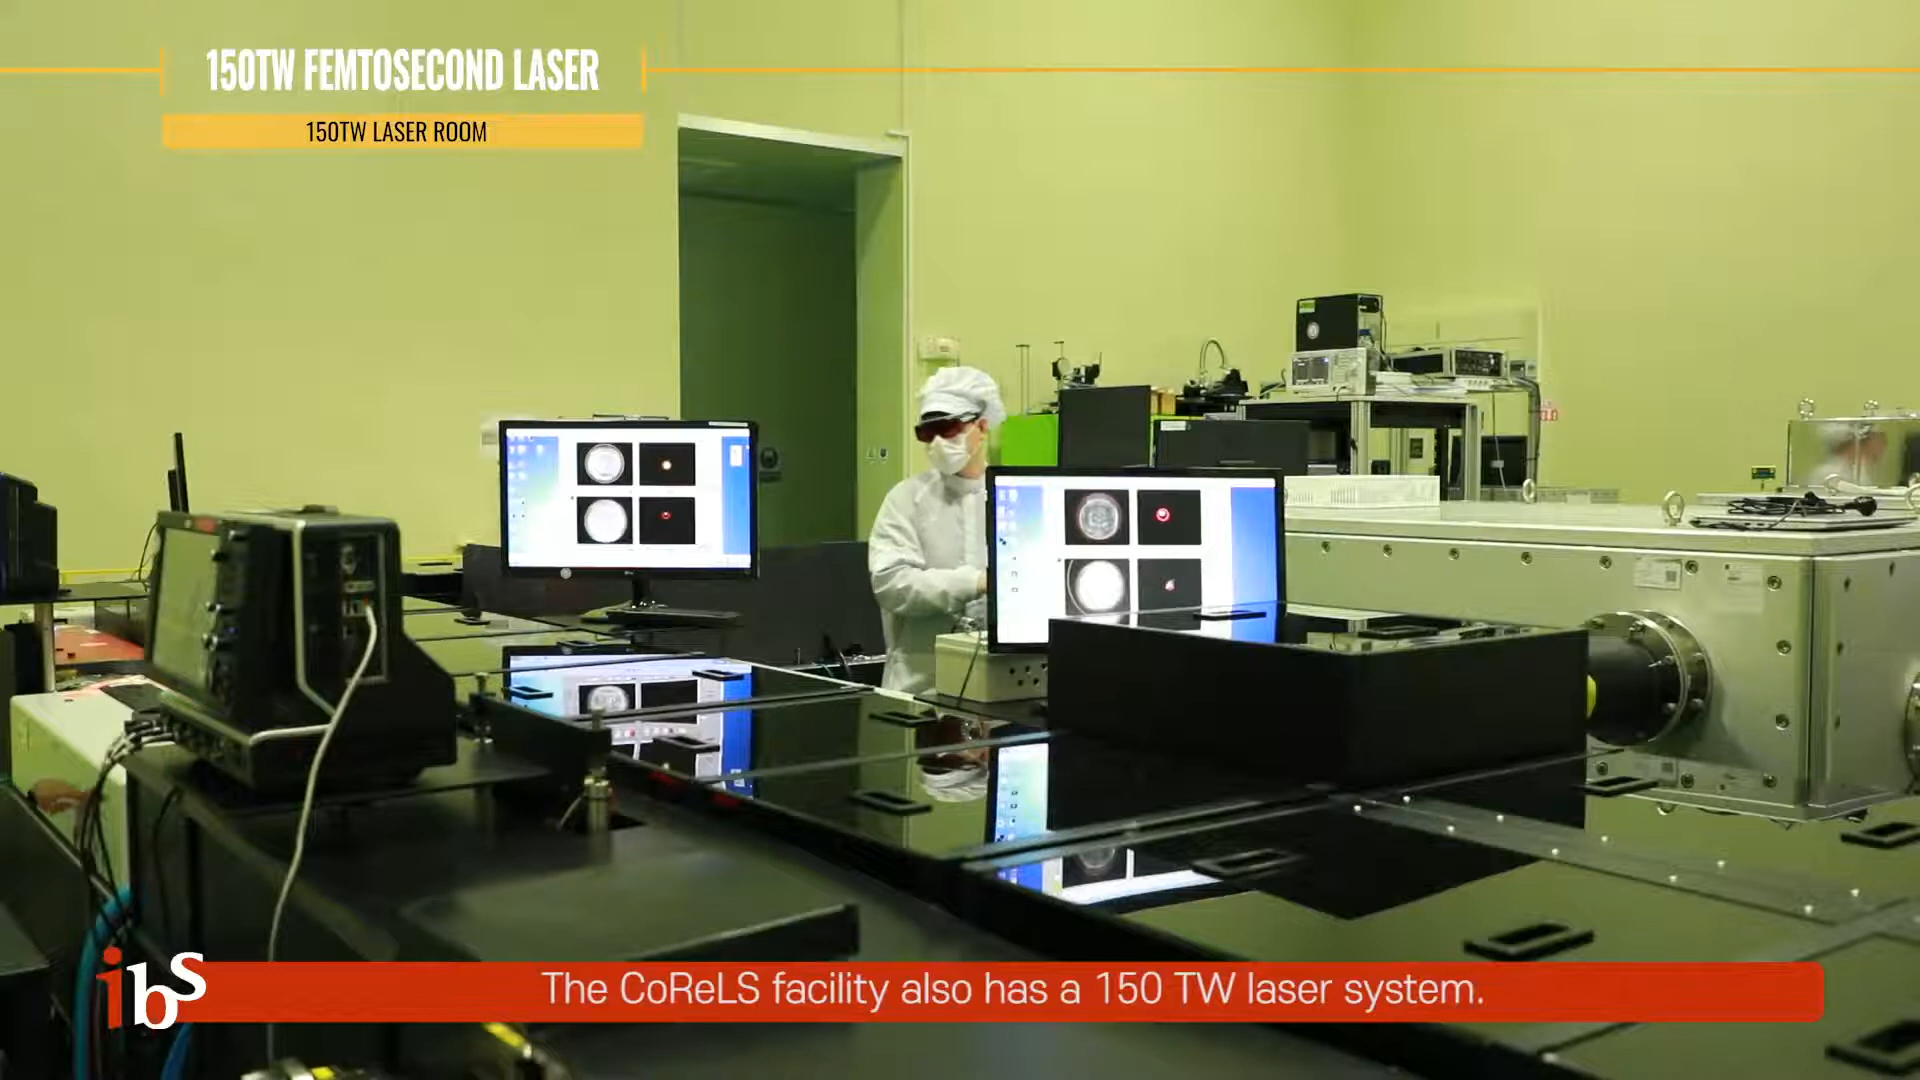 150TW FEMTOSECOND LASER
150TW LASER ROOM
ibs
The CoReLS facility also has a 150 TW laser system.